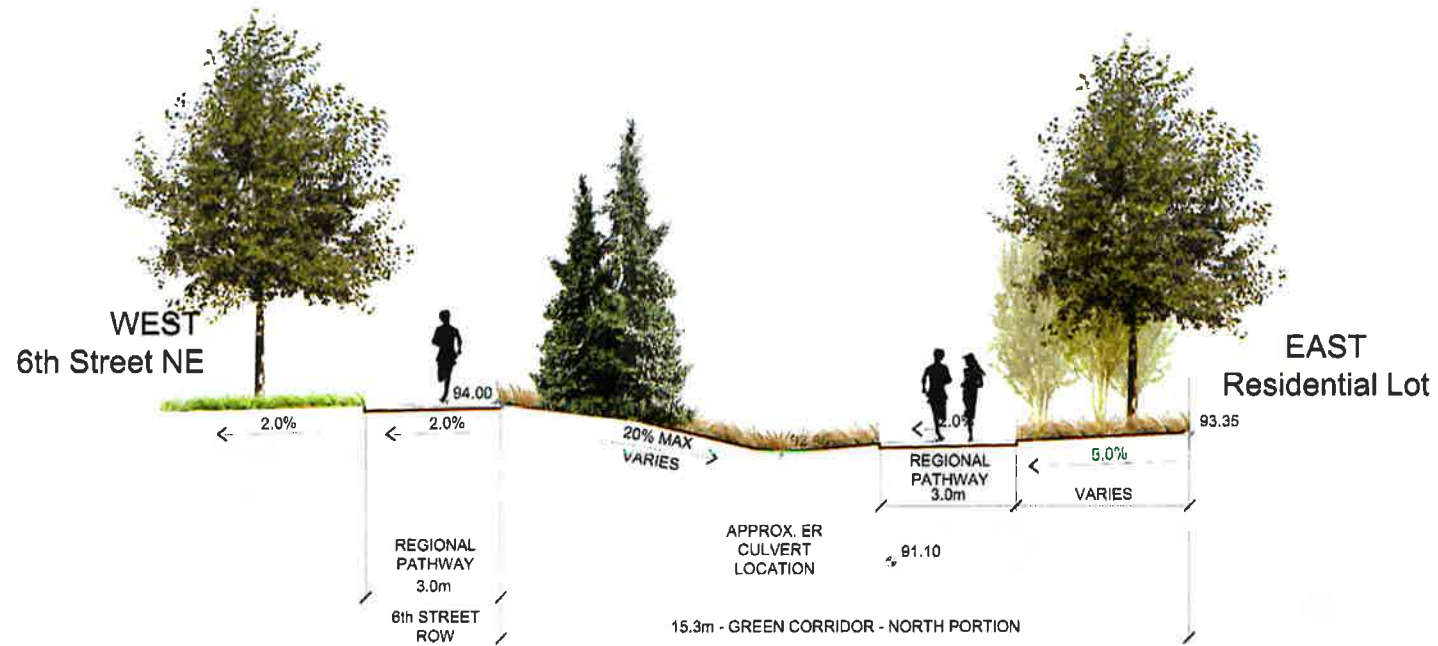 WEST
6th Street NE
EAST
Residential Lot
94.00
2.0%
2.0%
20% MAX
VARIES
2.0%
93.35
5.0%
REGIONAL
PATHWAY
3.0m
VARIES
APPROX. ER
CULVERT
LOCATION
91.10
REGIONAL
PATHWAY
3.0m
6th STREET
ROW
15.3m - GREEN CORRIDOR - NORTH PORTION